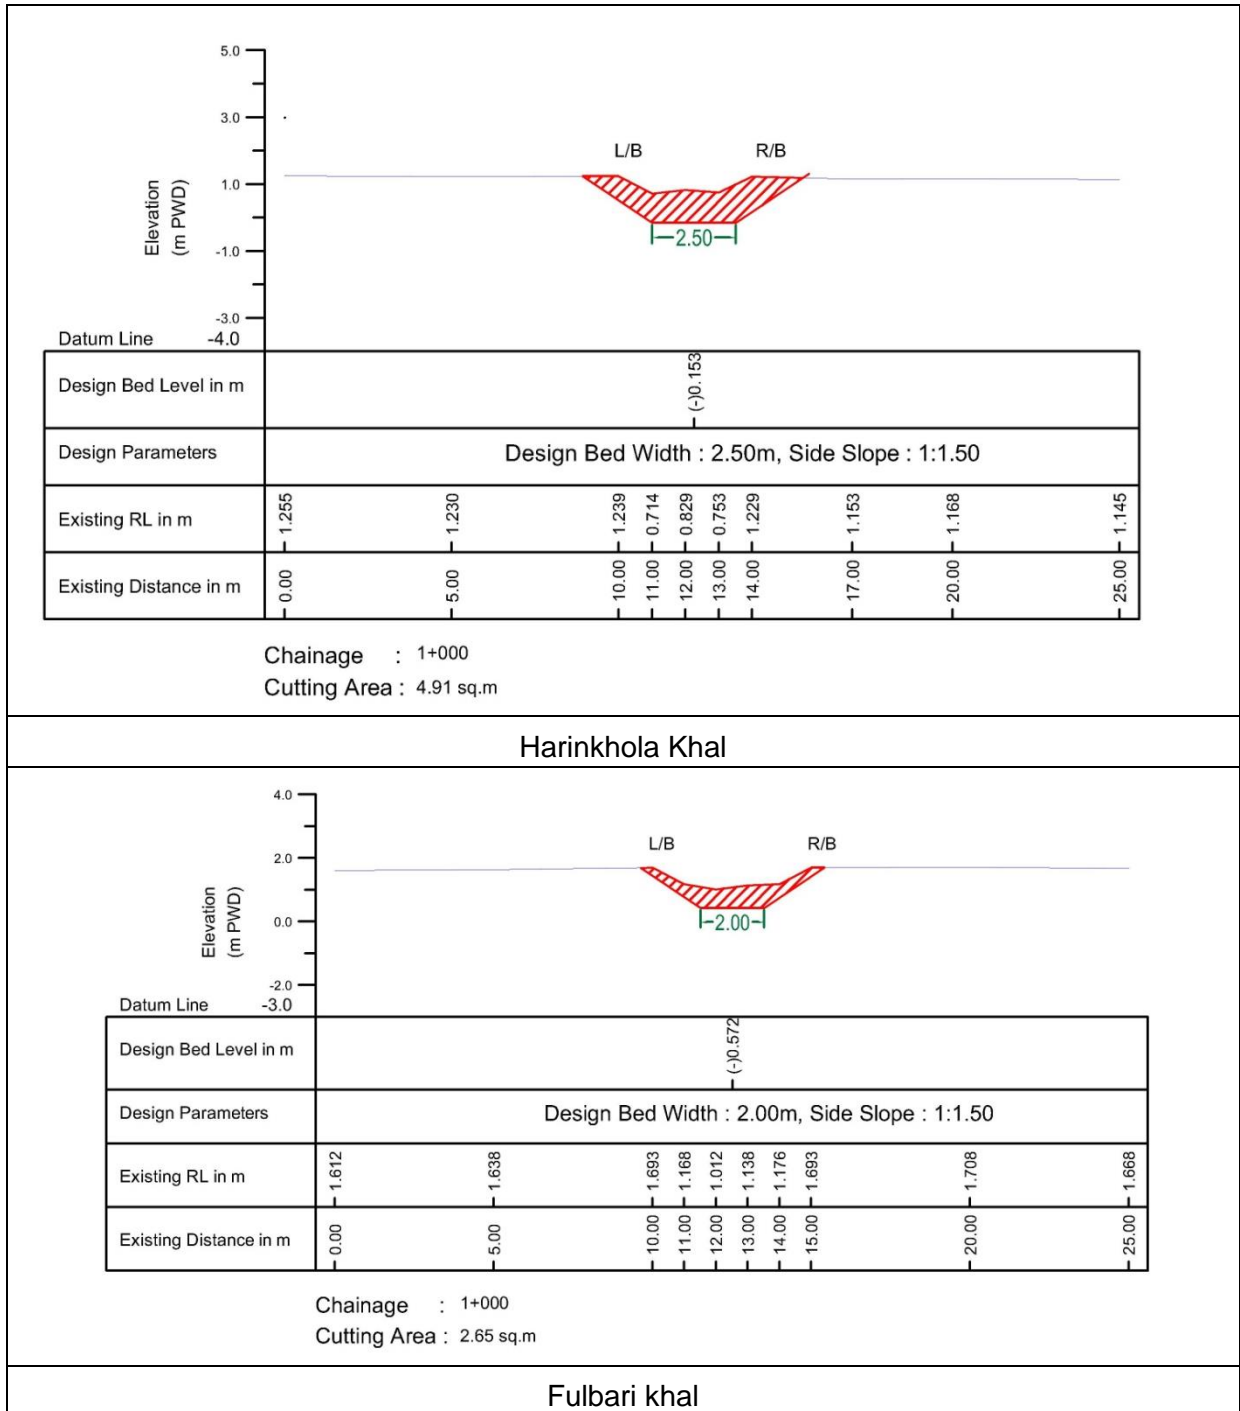 5.0
3.0
1.0
-1.0
-3.0
Elevation
(m PWD)
L/B R/B
2.50
Datum Line -4.0
Design Bed Level in m (-)0.153
Design Parameters Design Bed Width : 2.50m, Side Slope : 1:1.50
Existing RL in m 1.255 1.230 1.239 0.714 0.829 0.753 1.229 1.153 1.168 1.145
Existing Distance in m 0.00 5.00 10.00 11.00 12.00 13.00 14.00 17.00 20.00 25.00
Chainage : 1+000
Cutting Area : 4.91 sq.m
Harinkhola Khal
4.0
2.0
0.0
-2.0
Elevation
(m PWD)
L/B R/B
2.00
Datum Line -3.0
Design Bed Level in m (-)0.572
Design Parameters Design Bed Width : 2.00m, Side Slope : 1:1.50
Existing RL in m 1.612 1.638 1.693 1.168 1.012 1.138 1.176 1.693 1.708 1.668
Existing Distance in m 0.00 5.00 10.00 11.00 12.00 13.00 14.00 15.00 20.00 25.00
Chainage : 1+000
Cutting Area : 2.65 sq.m
Fulbari khal